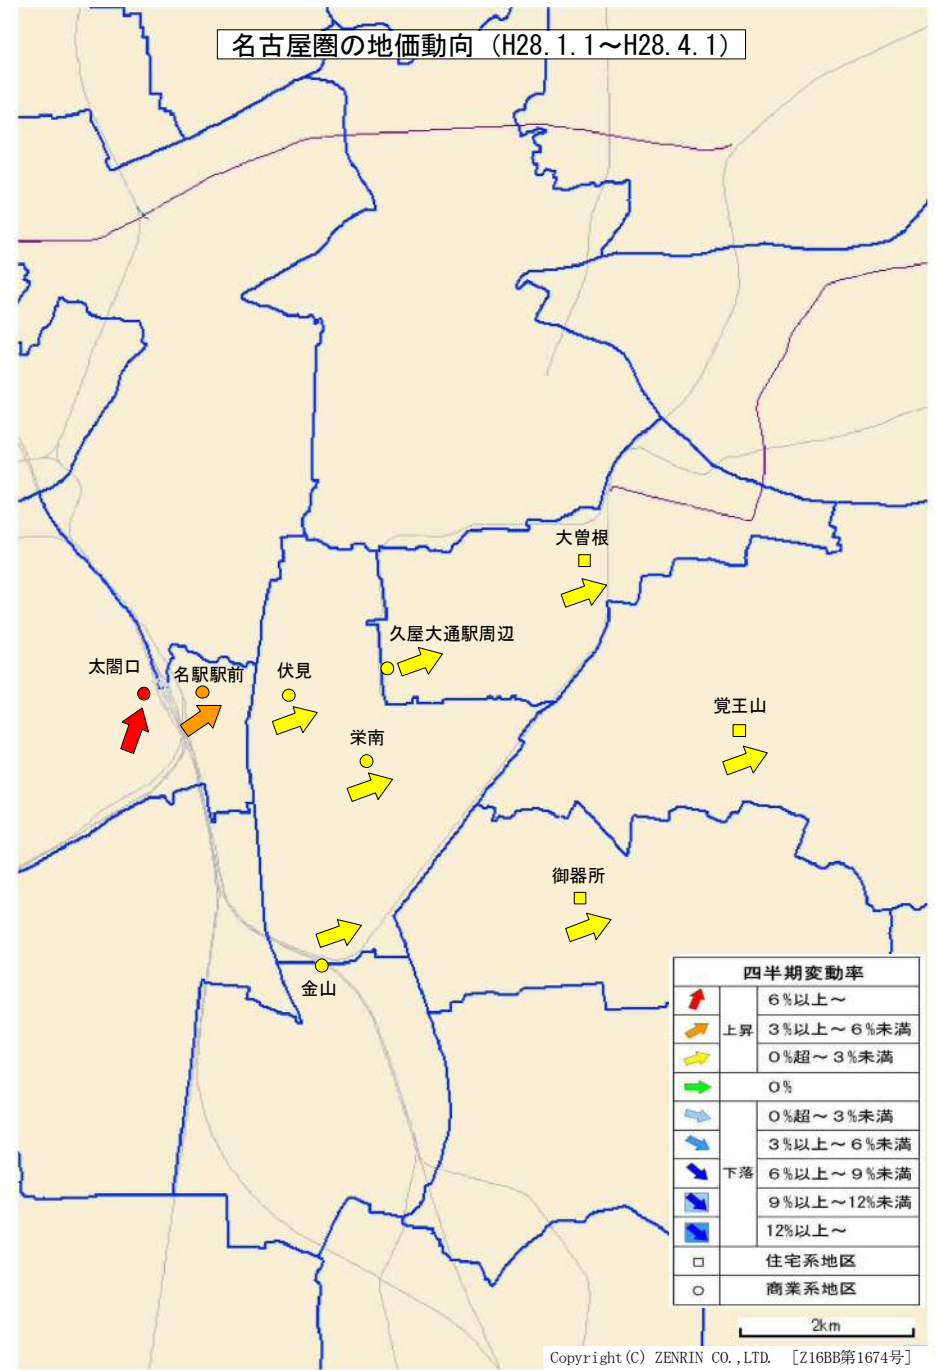 名古屋圏の地価動向（H28.1.1～H28.4.1）
大曽根
久屋大通駅周辺
太閤口
名駅駅前
伏見
栄南
覚王山
御器所
金山
四半期変動率
上昇
6%以上～
3%以上～6%未満
0%超～3%未満
0%
下落
0%超～3%未満
3%以上～6%未満
6%以上～9%未満
9%以上～12%未満
12%以上～
住宅系地区
商業系地区
2km
Copyright(C) ZENRIN CO.,LTD. [Z16BB第1674号]